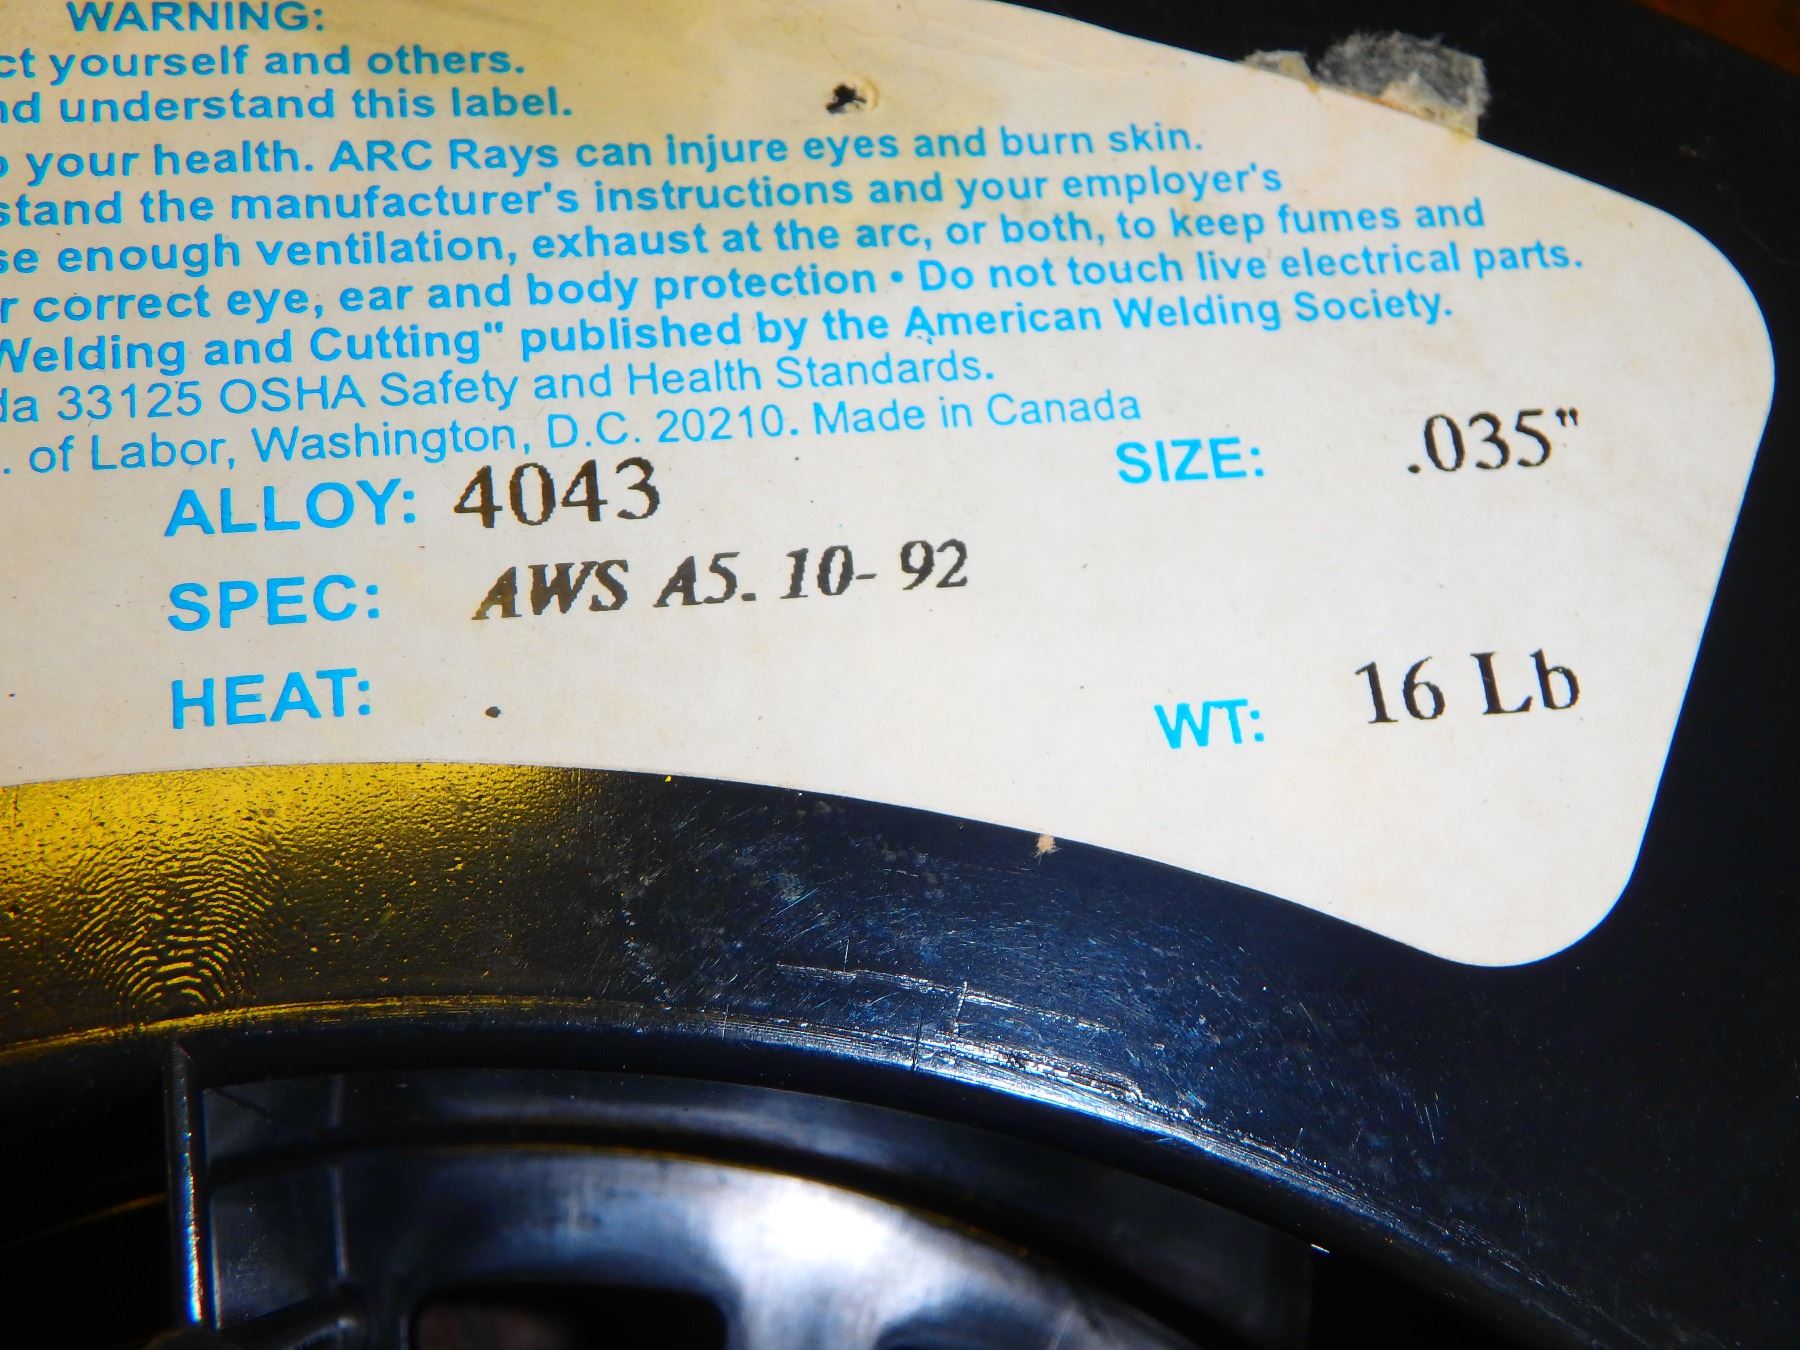 WARNING:
ct yourself and others.
nd understand this label.
o your health. ARC Rays can injure eyes and burn skin.
stand the manufacturer's instructions and your employer's
se enough ventilation, exhaust at the arc, or both, to keep fumes and
r correct eye, ear and body protection • Do not touch live electrical parts.
Welding and Cutting" published by the American Welding Society.
da 33125 OSHA Safety and Health Standards.
. of Labor, Washington, D.C. 20210. Made in Canada
ALLOY: 4043 SIZE: .035"
SPEC: AWS A5. 10- 92
HEAT: . WT: 16 Lb